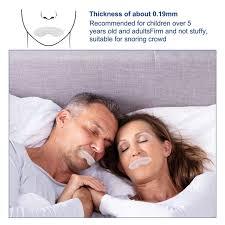 Thickness of about 0.19mm
Recommended for children over 5
years old and adultsFirm and not stuffy,
suitable for snoring crowd